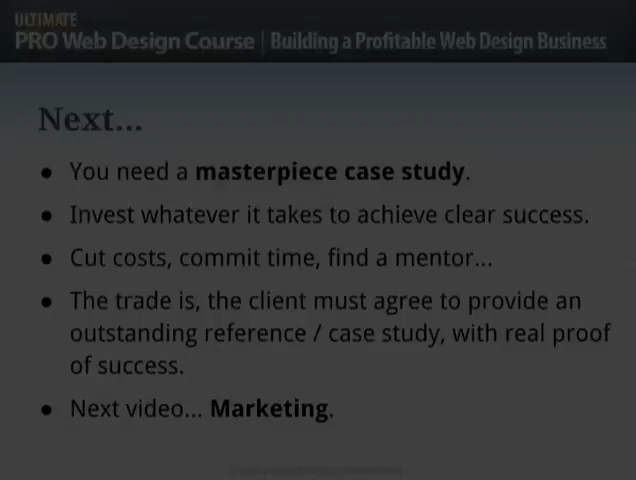 ULTIMATE
PRO Web Design Course | Building a Profitable Web Design Business
Next...
● You need a masterpiece case study.
● Invest whatever it takes to achieve clear success.
● Cut costs, commit time, find a mentor...
● The trade is, the client must agree to provide an
outstanding reference / case study, with real proof
of success.
● Next video... Marketing.